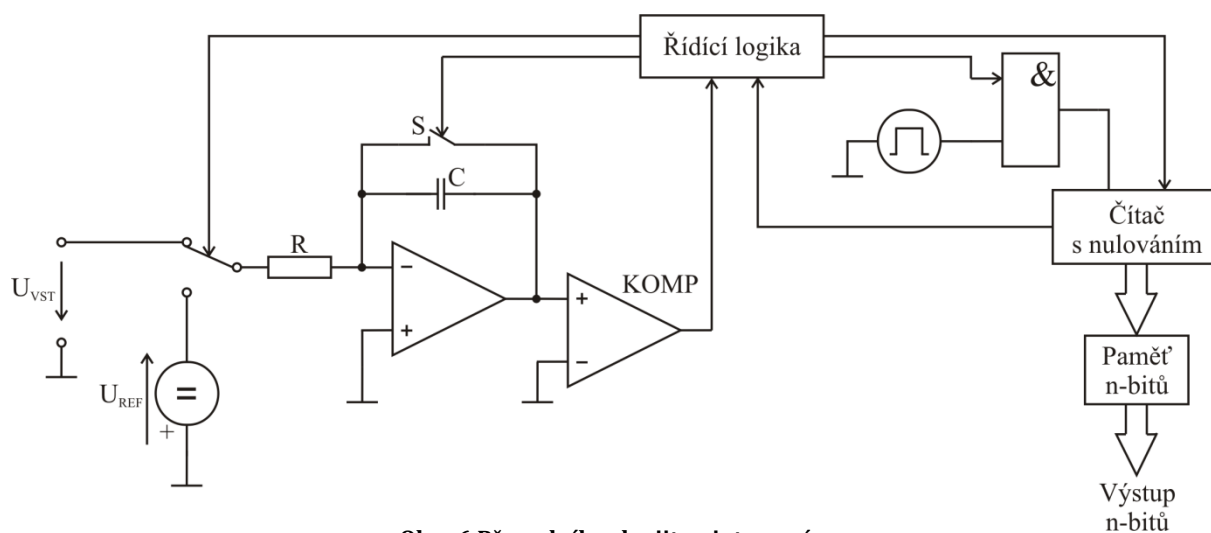 Řídící logika
&
S
C
R
U_VST
KOMP
Čítač
s nulováním
U_REF
=
+
Paměť
n-bitů
Výstup
n-bitů
−
+
+
−